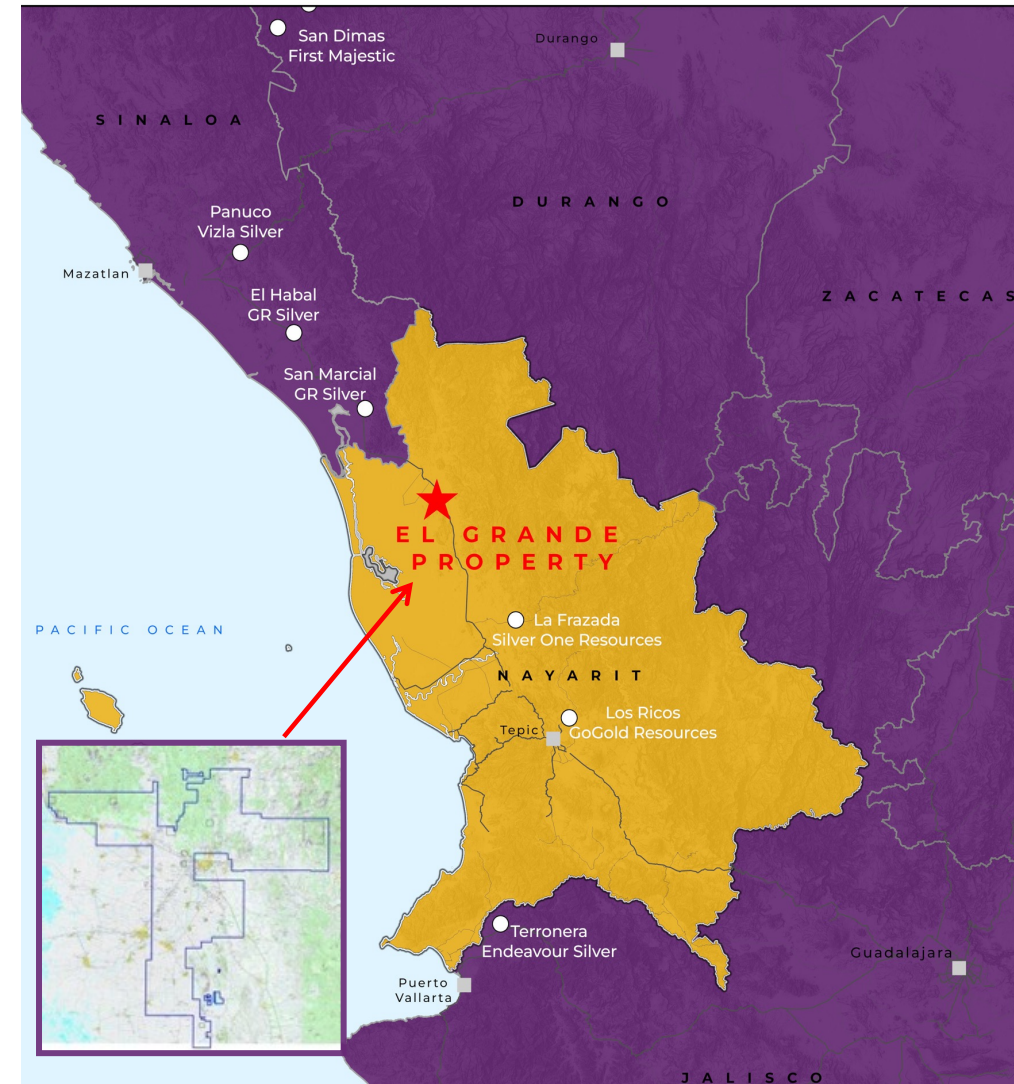 San Dimas
First Majestic
Durango
SINALOA
DURANGO
Panuco
Vizla Silver
Mazatlan
El Habal
GR Silver
ZACATECAS
San Marcial
GR Silver
EL GRANDE
PROPERTY
La Frazada
Silver One Resources
PACIFIC OCEAN
NAYARIT
Los Ricos
GoGold Resources
Tepic
Terronera
Endeavour Silver
Guadalajara
Puerto
Vallarta
JALISCO